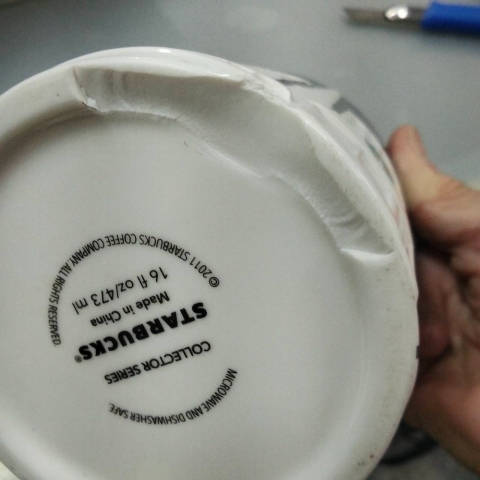 ©2011 STARBUCKS COFFEE COMPANY. ALL RIGHTS RESERVED.
16 fl oz/473 ml
Made in China
STARBUCKS®
COLLECTOR SERIES
MICROWAVE AND DISHWASHER SAFE.